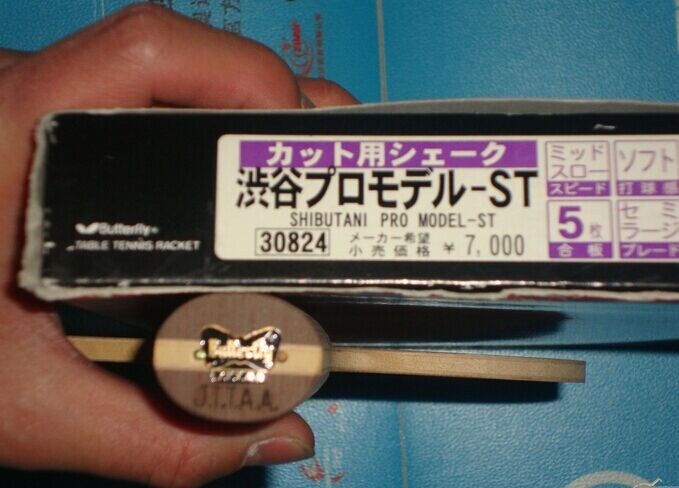 カット用シェーク
渋谷プロモデル-ST
SHIBUTANI PRO MODEL-ST
30824
メーカー希望
小売価格
¥7,000
ミッド
スロー
スピード
ソフト
打球感
5枚
合板
セミ
ラージ
ブレード
Butterfly
TABLE TENNIS RACKET
Butterfly
J.T.T.A.A.